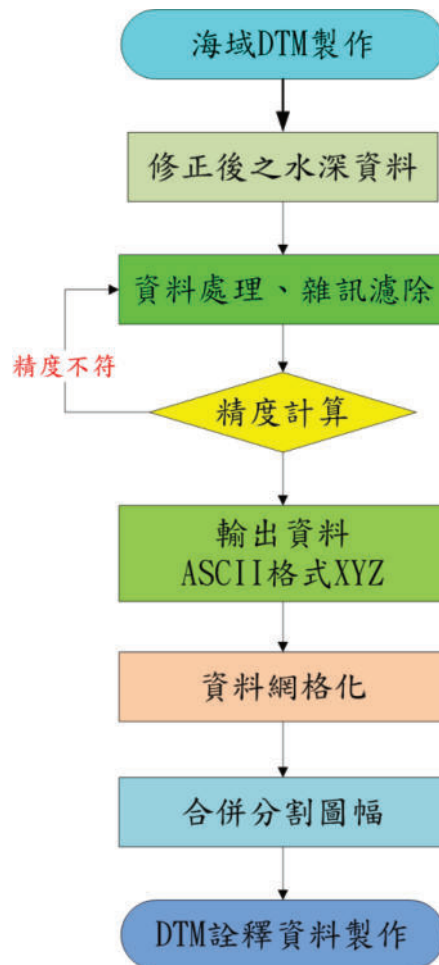 海域DTM製作
修正後之水深資料
資料處理、雜訊濾除
精度不符
精度計算
輸出資料
ASCII格式XYZ
資料網格化
合併分割圖幅
DTM詮釋資料製作